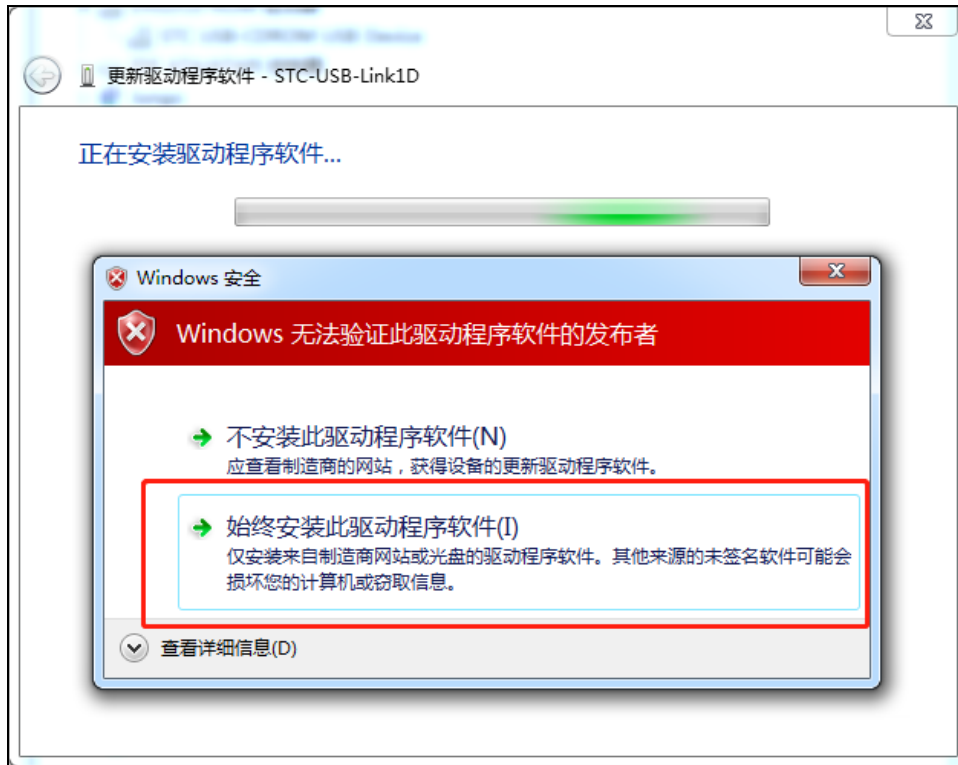 STC USB-CDROM USB Device
更新驱动程序软件 - STC-USB-Link1D
正在安装驱动程序软件...
Windows 安全
Windows 无法验证此驱动程序软件的发布者
不安装此驱动程序软件(N)
应查看制造商的网站，获得设备的更新驱动程序软件。
始终安装此驱动程序软件(I)
仅安装来自制造商网站或光盘的驱动程序软件。其他来源的未签名软件可能会
损坏您的计算机或窃取信息。
查看详细信息(D)